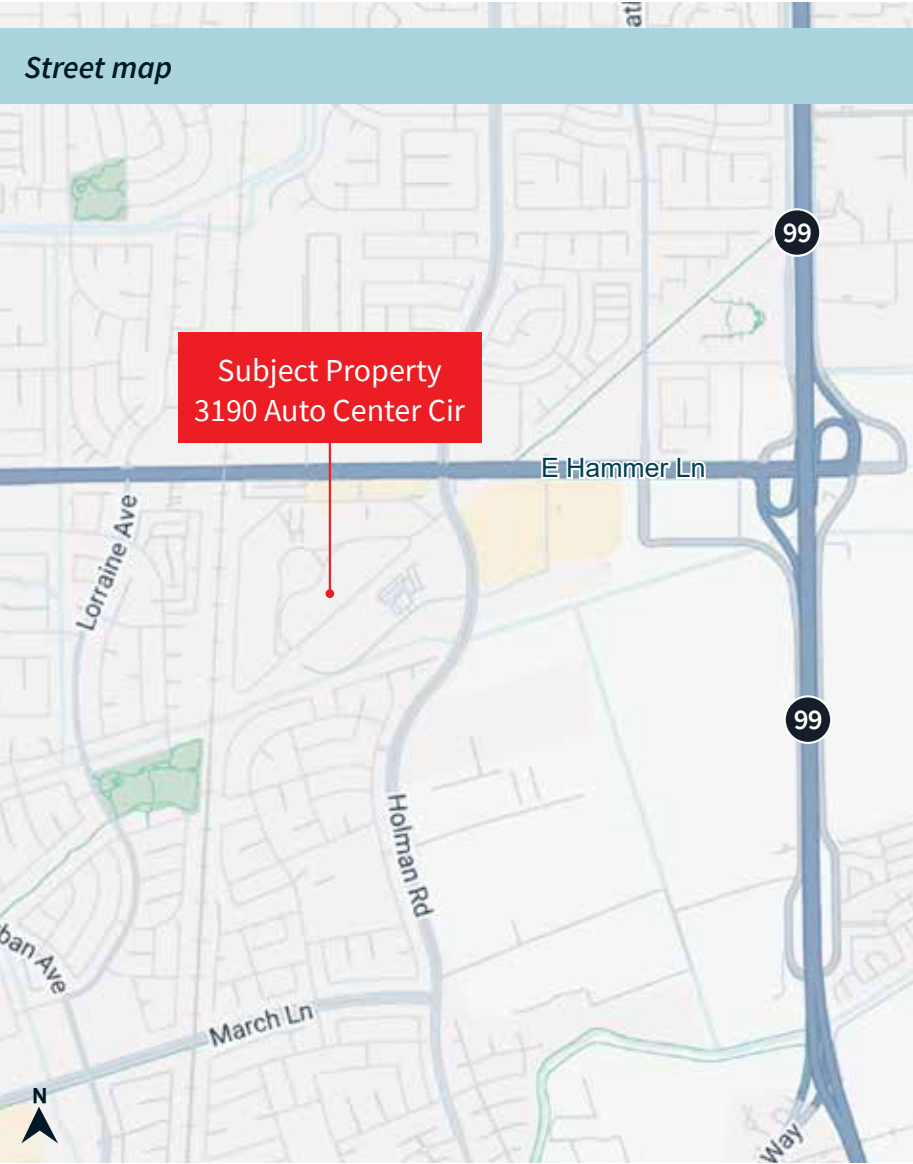 Street map
99
Subject Property
3190 Auto Center Cir
E Hammer Ln
Lorraine Ave
99
Holman Rd
Ave
March Ln
N
Way